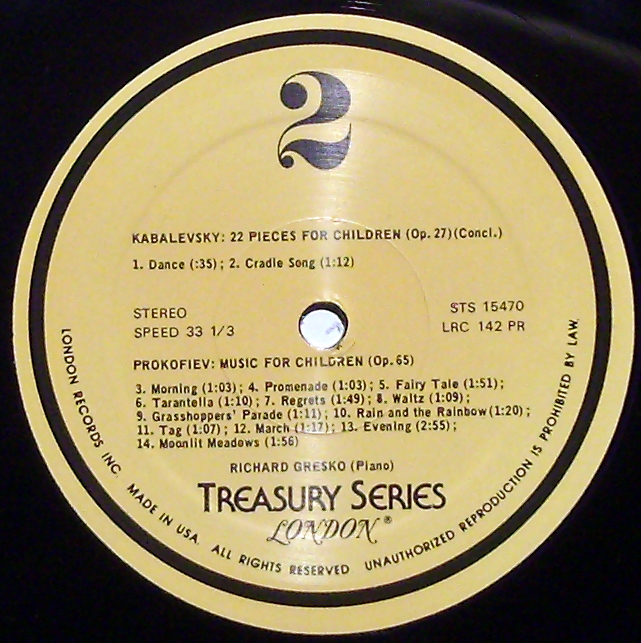 2
KABALEVSKY: 22 PIECES FOR CHILDREN (Op. 27)(Concl.)
1. Dance (:35); 2. Cradle Song (1:12)
STEREO
SPEED 33 1/3
STS 15470
LRC 142 PR
PROKOFIEV: MUSIC FOR CHILDREN (Op. 65)
3. Morning (1:03); 4. Promenade (1:03); 5. Fairy Tale (1:51);
6. Tarantella (1:10); 7. Regrets (1:49); 8. Waltz (1:09);
9. Grasshoppers' Parade (1:11); 10. Rain and the Rainbow (1:20);
11. Tag (1:07); 12. March (1:17); 13. Evening (2:55);
14. Moonlit Meadows (1:56)
RICHARD GRESKO (Piano)
TREASURY SERIES
LONDON®
LONDON RECORDS INC. MADE IN USA. ALL RIGHTS RESERVED UNAUTHORIZED REPRODUCTION IS PROHIBITED BY LAW.